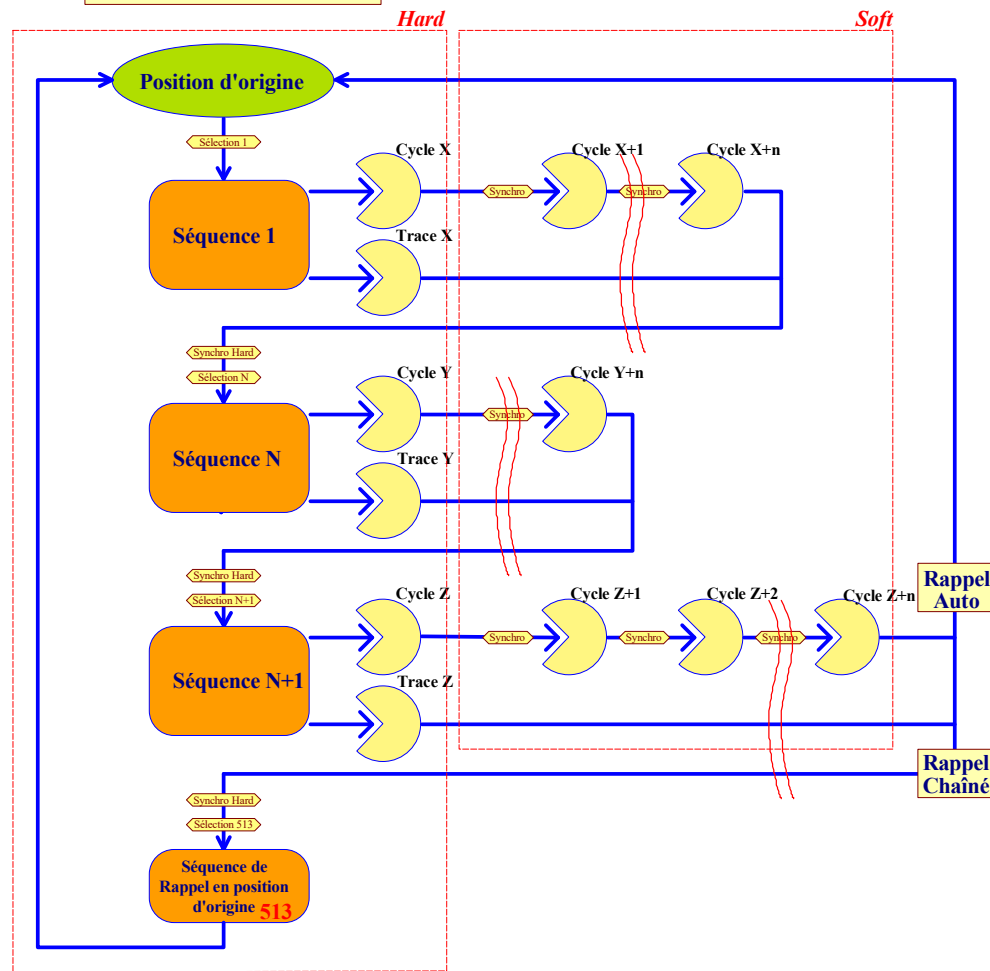 Hard
Soft
Position d'origine
Sélection 1
Cycle X
Cycle X+1
Cycle X+n
Synchro
Synchro
Séquence 1
Trace X
Synchro Hard
Sélection N
Cycle Y
Cycle Y+n
Synchro
Séquence N
Trace Y
Synchro Hard
Sélection N+1
Cycle Z
Cycle Z+1
Cycle Z+2
Cycle Z+n
Rappel
Auto
Synchro
Synchro
Synchro
Séquence N+1
Trace Z
Rappel
Chaîné
Synchro Hard
Sélection 513
Séquence de
Rappel en position
d'origine 513